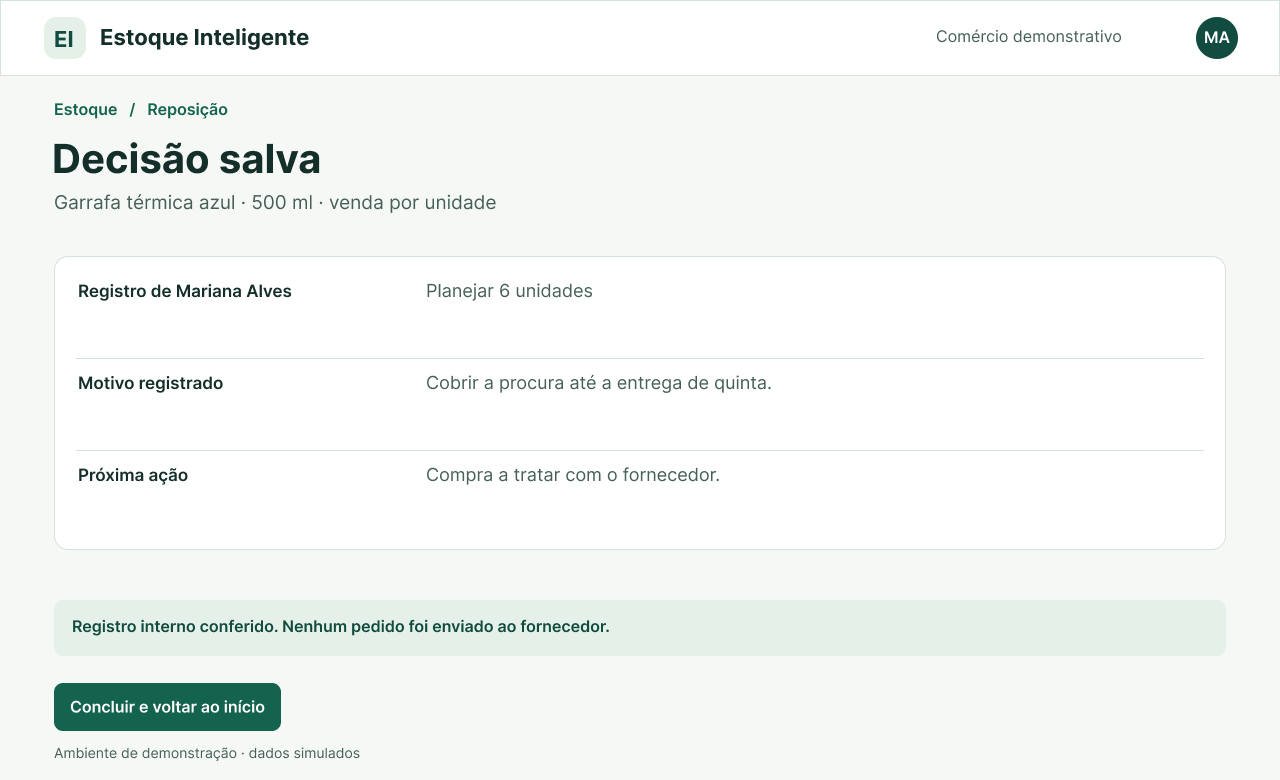 EI
Estoque Inteligente
Comércio demonstrativo
MA
Estoque / Reposição
Decisão salva
Garrafa térmica azul · 500 ml · venda por unidade
Registro de Mariana Alves
Planejar 6 unidades
Motivo registrado
Cobrir a procura até a entrega de quinta.
Próxima ação
Compra a tratar com o fornecedor.
Registro interno conferido. Nenhum pedido foi enviado ao fornecedor.
Concluir e voltar ao início
Ambiente de demonstração · dados simulados